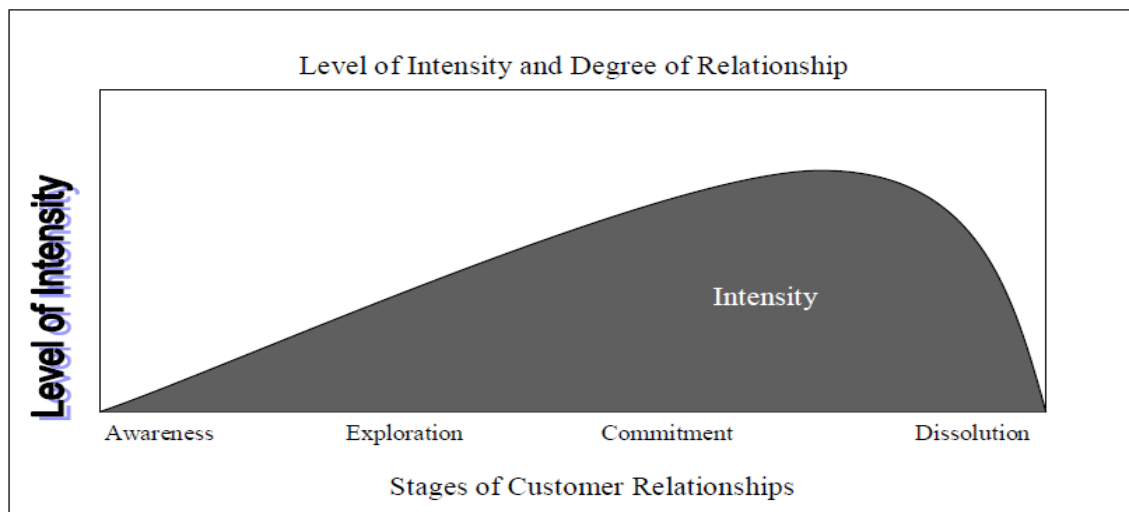 Level of Intensity and Degree of Relationship
Level of Intensity
Intensity
Awareness Exploration Commitment Dissolution
Stages of Customer Relationships